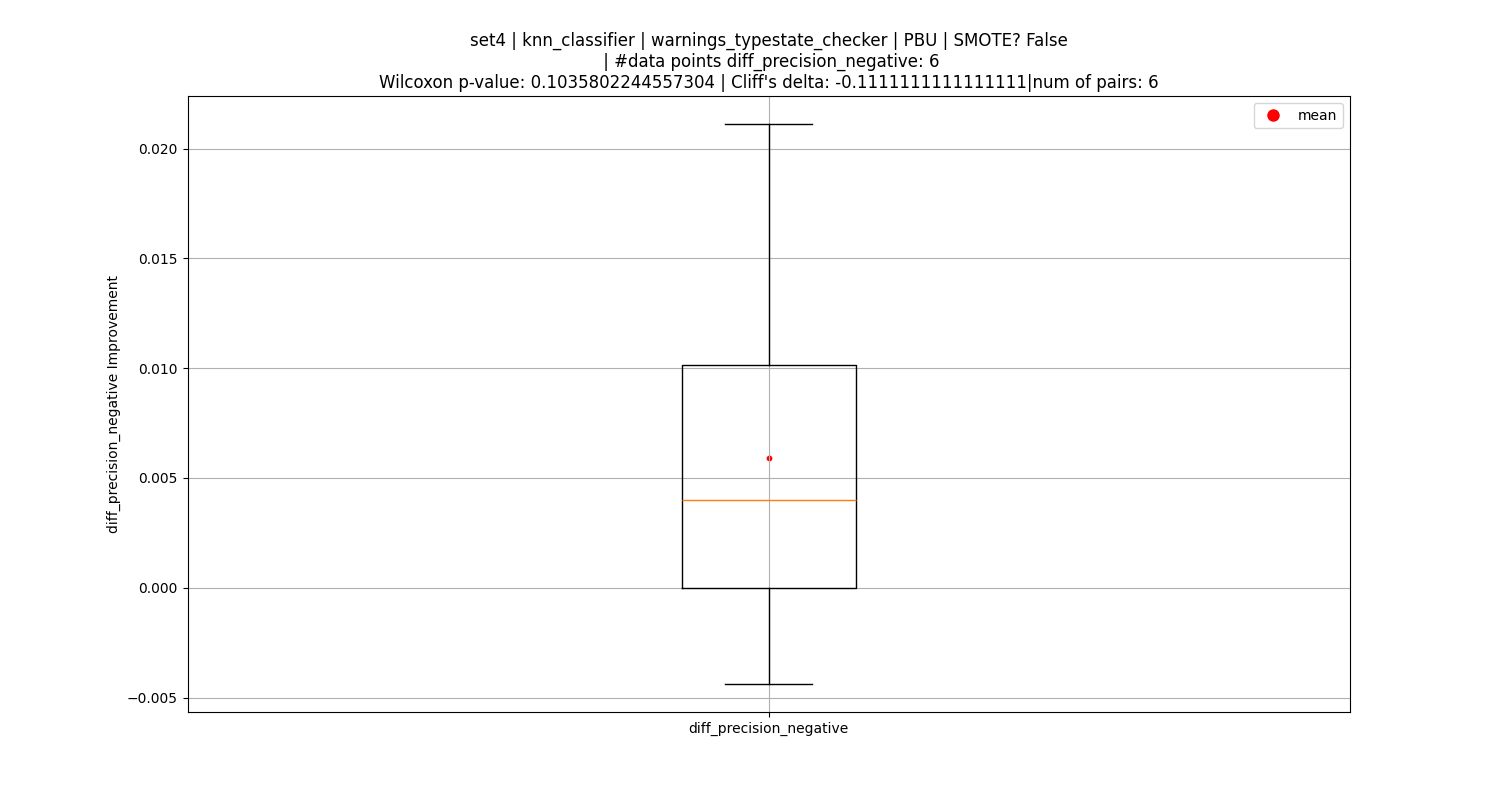 set4 | knn_classifier | warnings_typestate_checker | PBU | SMOTE? False
| #data points diff_precision_negative: 6
Wilcoxon p-value: 0.1035802244557304 | Cliff's delta: -0.1111111111111111|num of pairs: 6
mean
0.020
0.015
0.010
0.005
0.000
−0.005
diff_precision_negative Improvement
diff_precision_negative